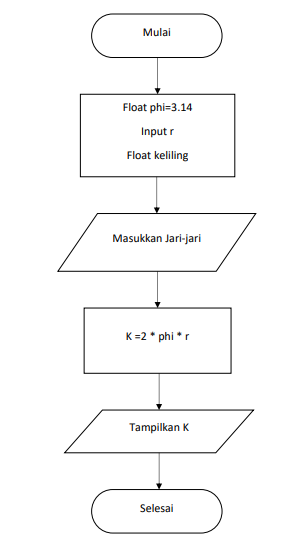 Mulai
Float phi=3.14
Input r
Float keliling
Masukkan Jari-jari
K =2 * phi * r
Tampilkan K
Selesai